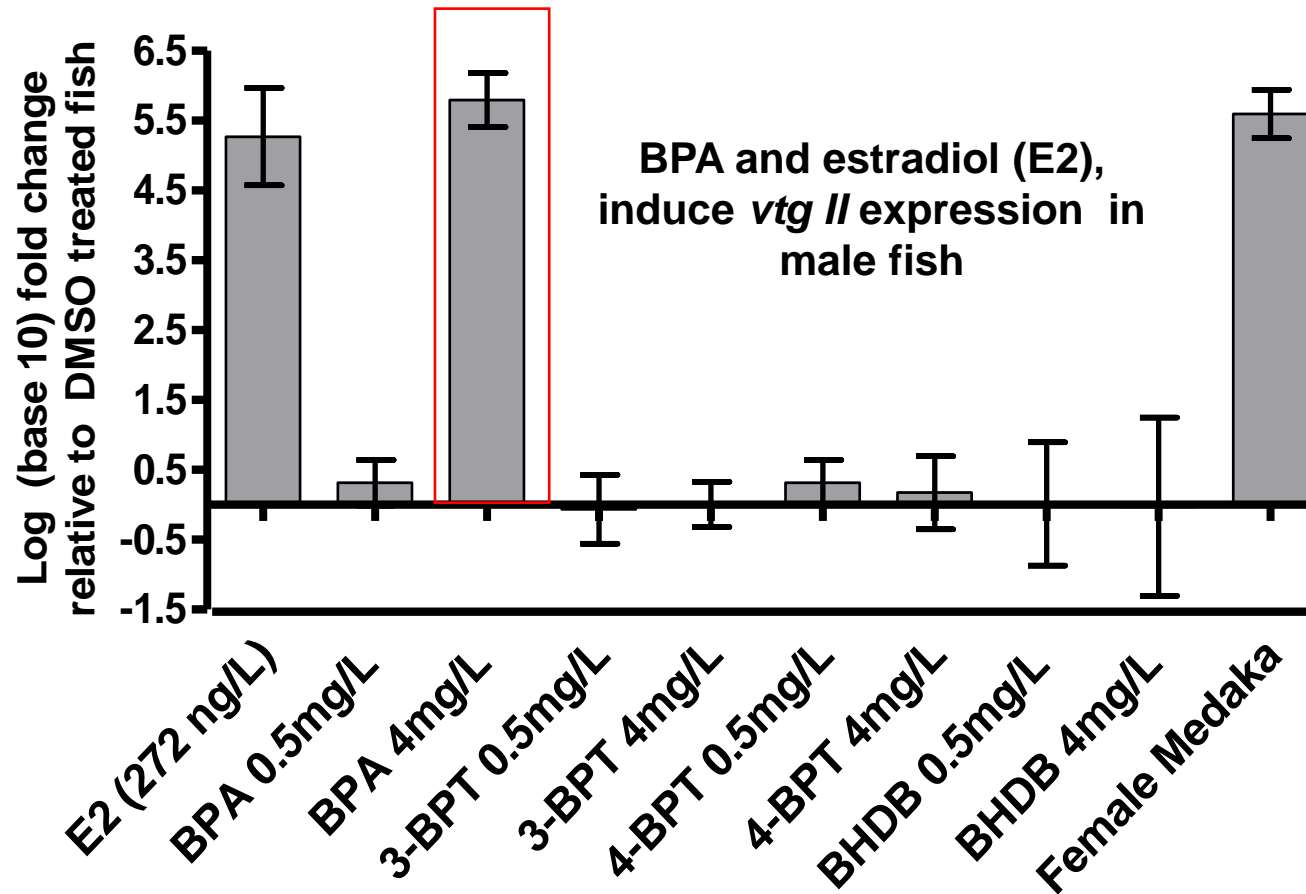 Log (base 10) fold change
relative to DMSO treated fish
6.5
5.5
4.5
3.5
2.5
1.5
0.5
-0.5
-1.5
BPA and estradiol (E2),
induce vtg II expression in
male fish
E2 (272 ng/L)
BPA 0.5mg/L
BPA 4mg/L
3-BPT 0.5mg/L
3-BPT 4mg/L
4-BPT 0.5mg/L
4-BPT 4mg/L
BHDB 0.5mg/L
BHDB 4mg/L
Female Medaka